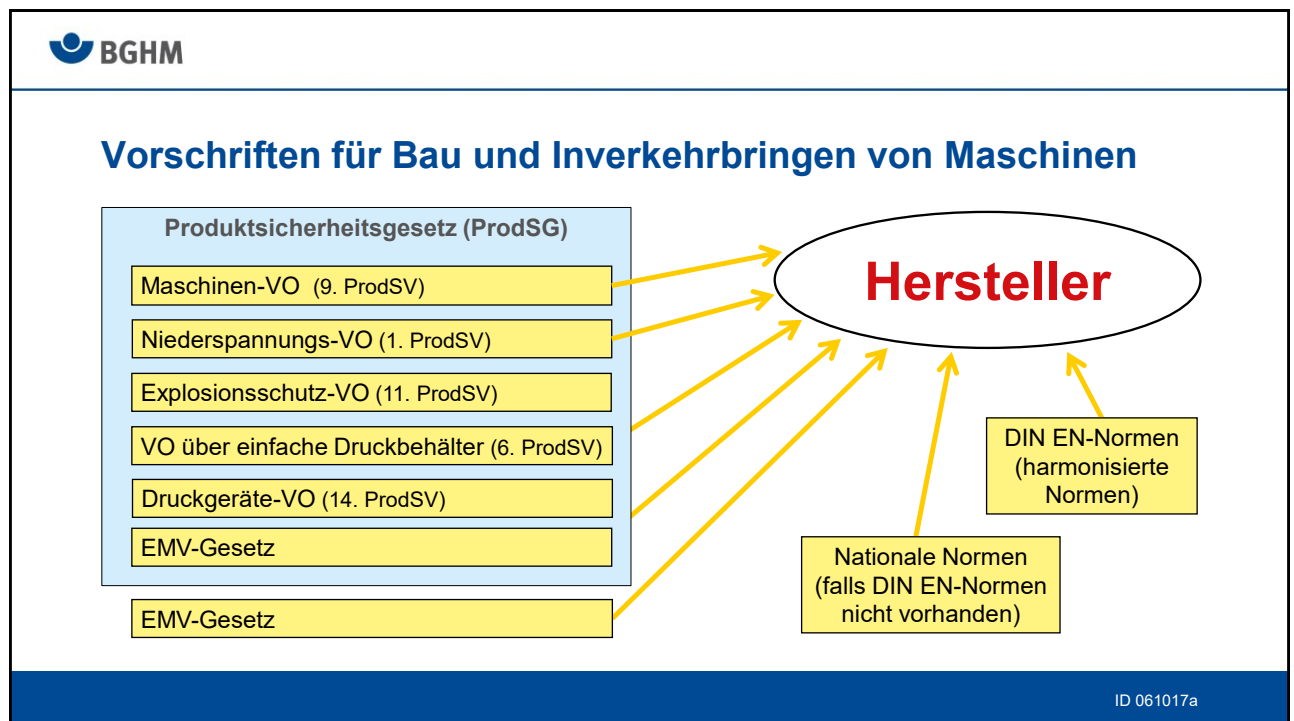 BGHM
Vorschriften für Bau und Inverkehrbringen von Maschinen
Produktsicherheitsgesetz (ProdSG)
Maschinen-VO (9. ProdSV)
Niederspannungs-VO (1. ProdSV)
Explosionsschutz-VO (11. ProdSV)
VO über einfache Druckbehälter (6. ProdSV)
Druckgeräte-VO (14. ProdSV)
EMV-Gesetz
EMV-Gesetz
Hersteller
DIN EN-Normen
(harmonisierte
Normen)
Nationale Normen
(falls DIN EN-Normen
nicht vorhanden)
ID 061017a